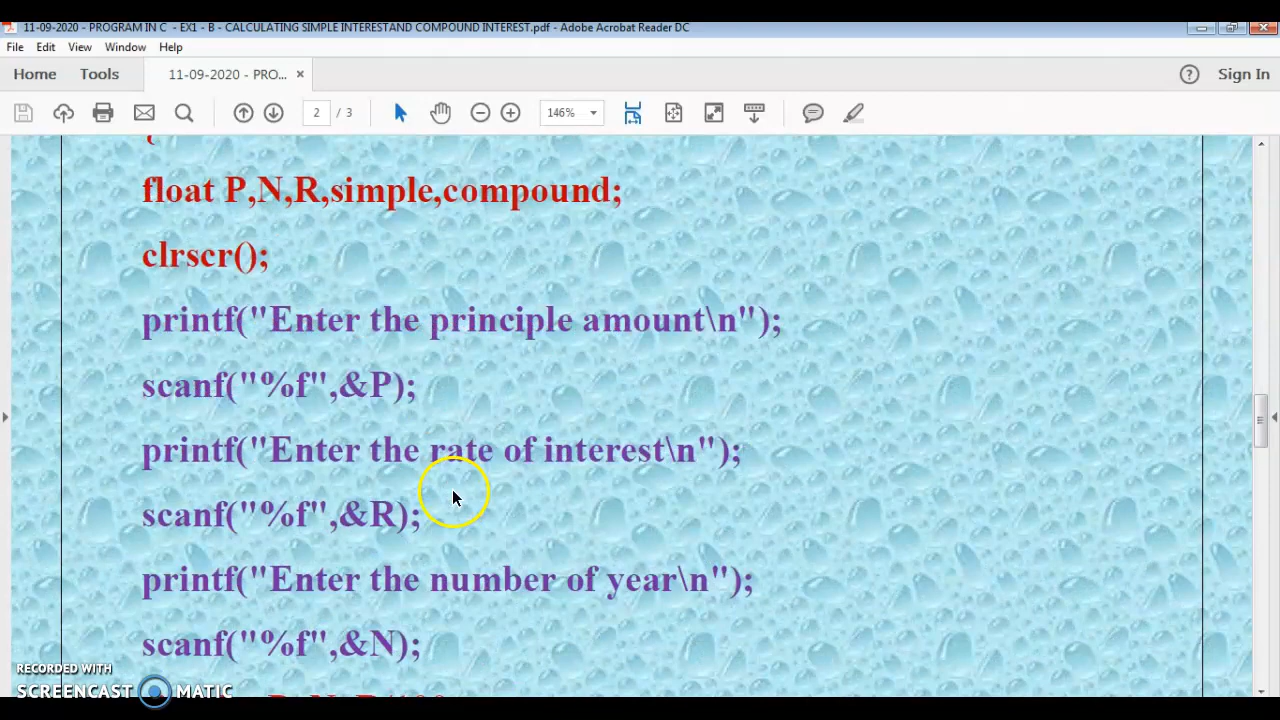 11-09-2020 - PROGRAM IN C - EX1 - B - CALCULATING SIMPLE INTERESTAND COMPOUND INTEREST.pdf - Adobe Acrobat Reader DC
File Edit View Window Help
Home Tools 11-09-2020 - PRO... × Sign In
2 / 3 146%
float P,N,R,simple,compound;
clrscr();
printf("Enter the principle amount\n");
scanf("%f",&P);
printf("Enter the rate of interest\n");
scanf("%f",&R);
printf("Enter the number of year\n");
scanf("%f",&N);
RECORDED WITH
SCREENCAST MATIC